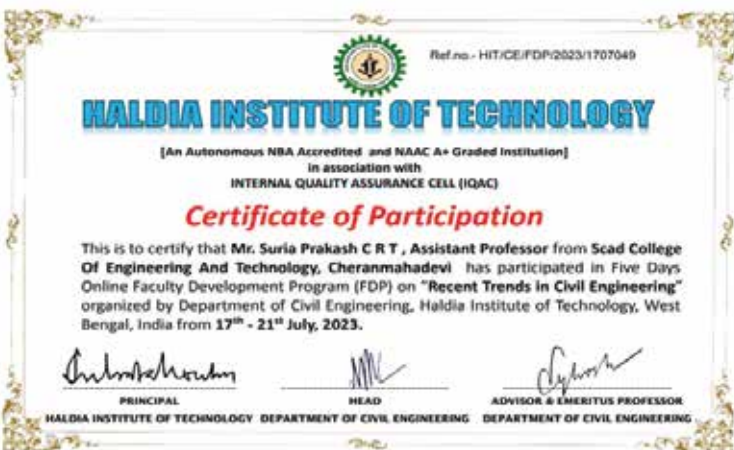 Ref.no.- HIT/CE/FDP/2023/1707049
HALDIA INSTITUTE OF TECHNOLOGY
[An Autonomous NBA Accredited and NAAC A+ Graded Institution]
in association with
INTERNAL QUALITY ASSURANCE CELL (IQAC)
Certificate of Participation
This is to certify that Mr. Suria Prakash C R T , Assistant Professor from Scad College
Of Engineering And Technology, Cheranmahadevi has participated in Five Days
Online Faculty Development Program (FDP) on "Recent Trends in Civil Engineering"
organized by Department of Civil Engineering, Haldia Institute of Technology, West
Bengal, India from 17th - 21st July, 2023.
PRINCIPAL
HALDIA INSTITUTE OF TECHNOLOGY
HEAD
DEPARTMENT OF CIVIL ENGINEERING
ADVISOR & EMERITUS PROFESSOR
DEPARTMENT OF CIVIL ENGINEERING